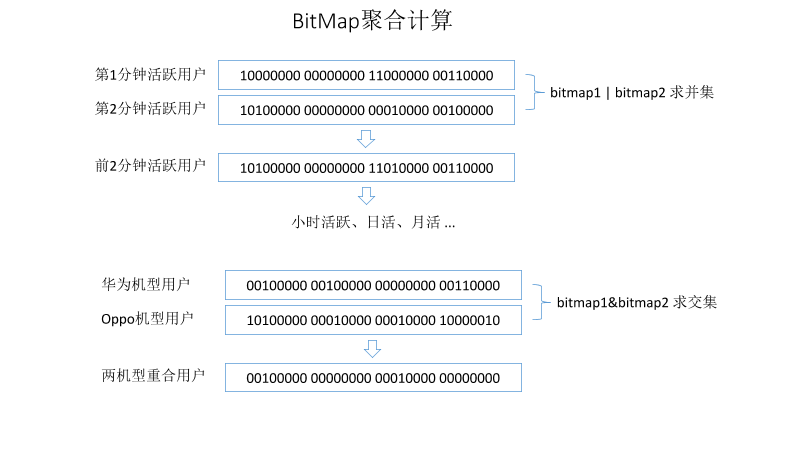 BitMap聚合计算
第1分钟活跃用户 10000000 00000000 11000000 00110000
bitmap1 | bitmap2 求并集
第2分钟活跃用户 10100000 00000000 00010000 00100000
前2分钟活跃用户 10100000 00000000 11010000 00110000
小时活跃、日活、月活 ...
华为机型用户 00100000 00100000 00000000 00110000
bitmap1&bitmap2 求交集
Oppo机型用户 10100000 00010000 00010000 10000010
两机型重合用户 00100000 00000000 00010000 00000000